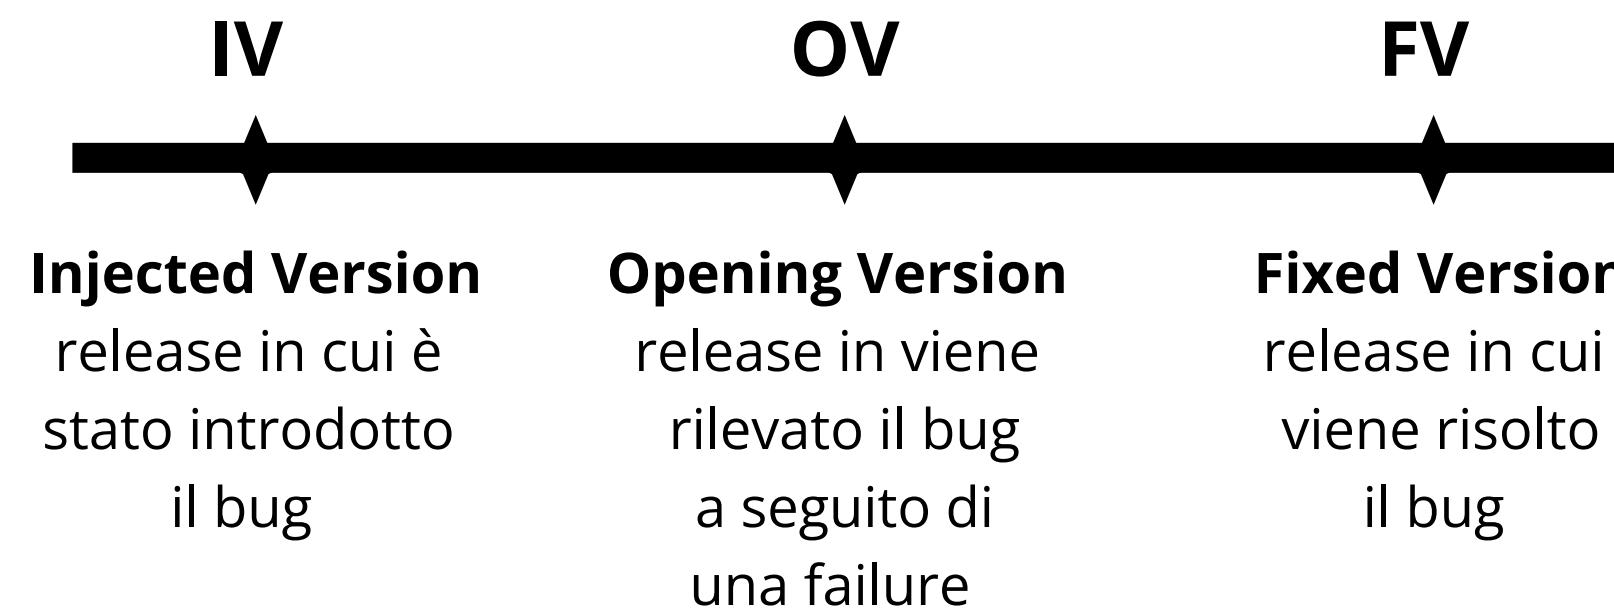 IV
OV
FV
Injected Version
release in cui è
stato introdotto
il bug
Opening Version
release in viene
rilevato il bug
a seguito di
una failure
Fixed Version
release in cui
viene risolto
il bug